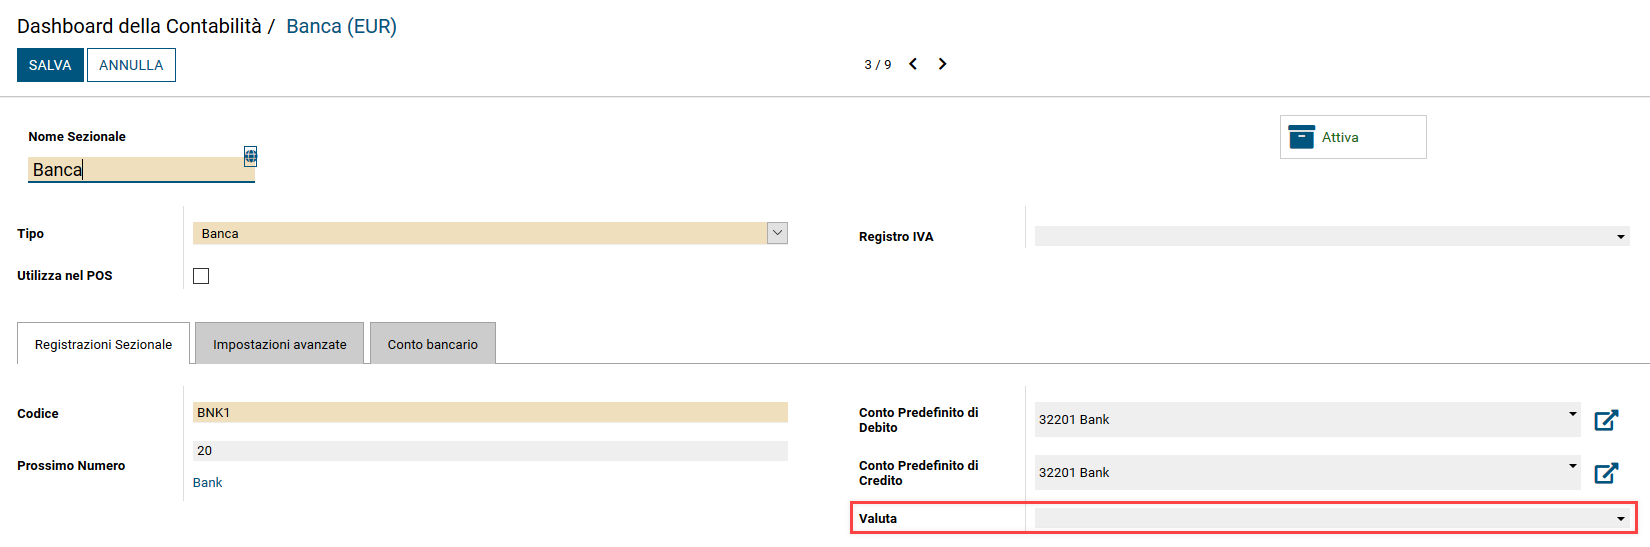 Dashboard della Contabilità / Banca (EUR)
SALVA ANNULLA
3 / 9
Nome Sezionale
Attiva
Banca
Tipo
Banca
Registro IVA
Utilizza nel POS
Registrazioni Sezionale
Impostazioni avanzate
Conto bancario
Codice
BNK1
Conto Predefinito di
Debito
32201 Bank
Prossimo Numero
20
Bank
Conto Predefinito di
Credito
32201 Bank
Valuta